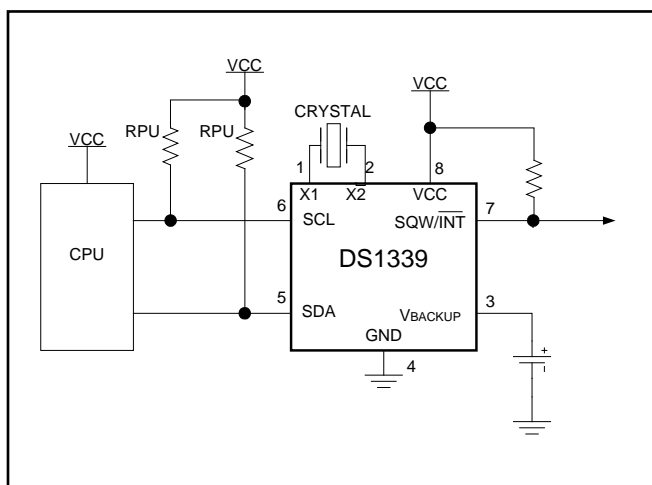 VCC
VCC
CRYSTAL
RPU
RPU
VCC
1
2
8
X1
X2
VCC
6
SCL
SQW/INT
7
CPU
DS1339
5
SDA
VBACKUP
3
GND
4
+
−